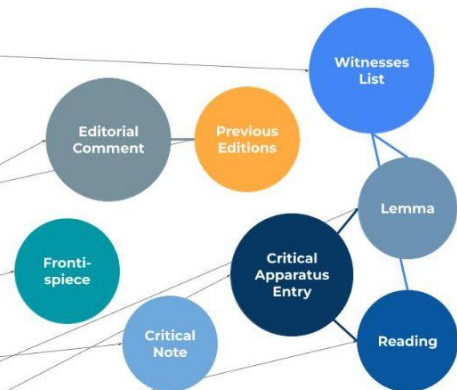 Witnesses
List
Editorial
Comment
Previous
Editions
Lemma
Fronti-
spiece
Critical
Apparatus
Entry
Critical
Note
Reading